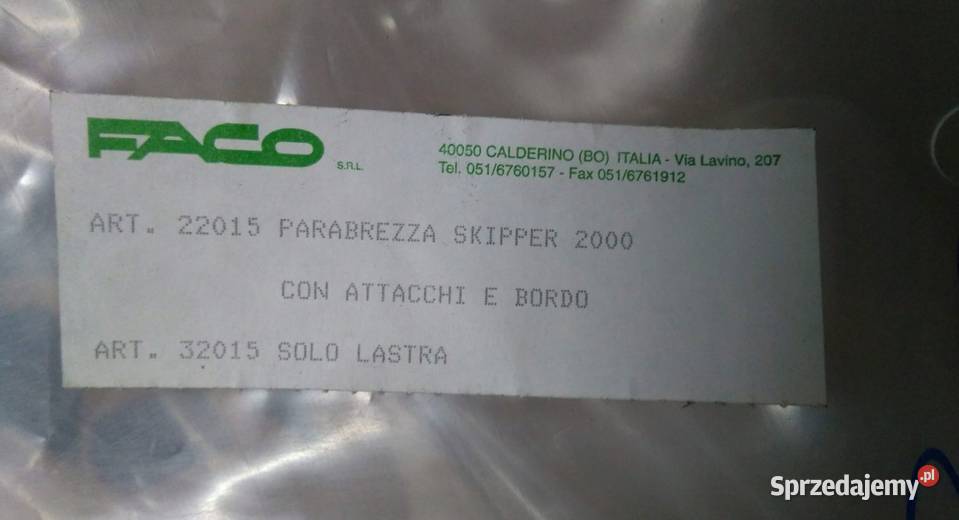 FACO S.R.L.
40050 CALDERINO (BO) ITALIA - Via Lavino, 207
Tel. 051/6760157 - Fax 051/6761912
ART. 22015 PARABREZZA SKIPPER 2000
CON ATTACCHI E BORDO
ART. 32015 SOLO LASTRA
Sprzedajemy.pl